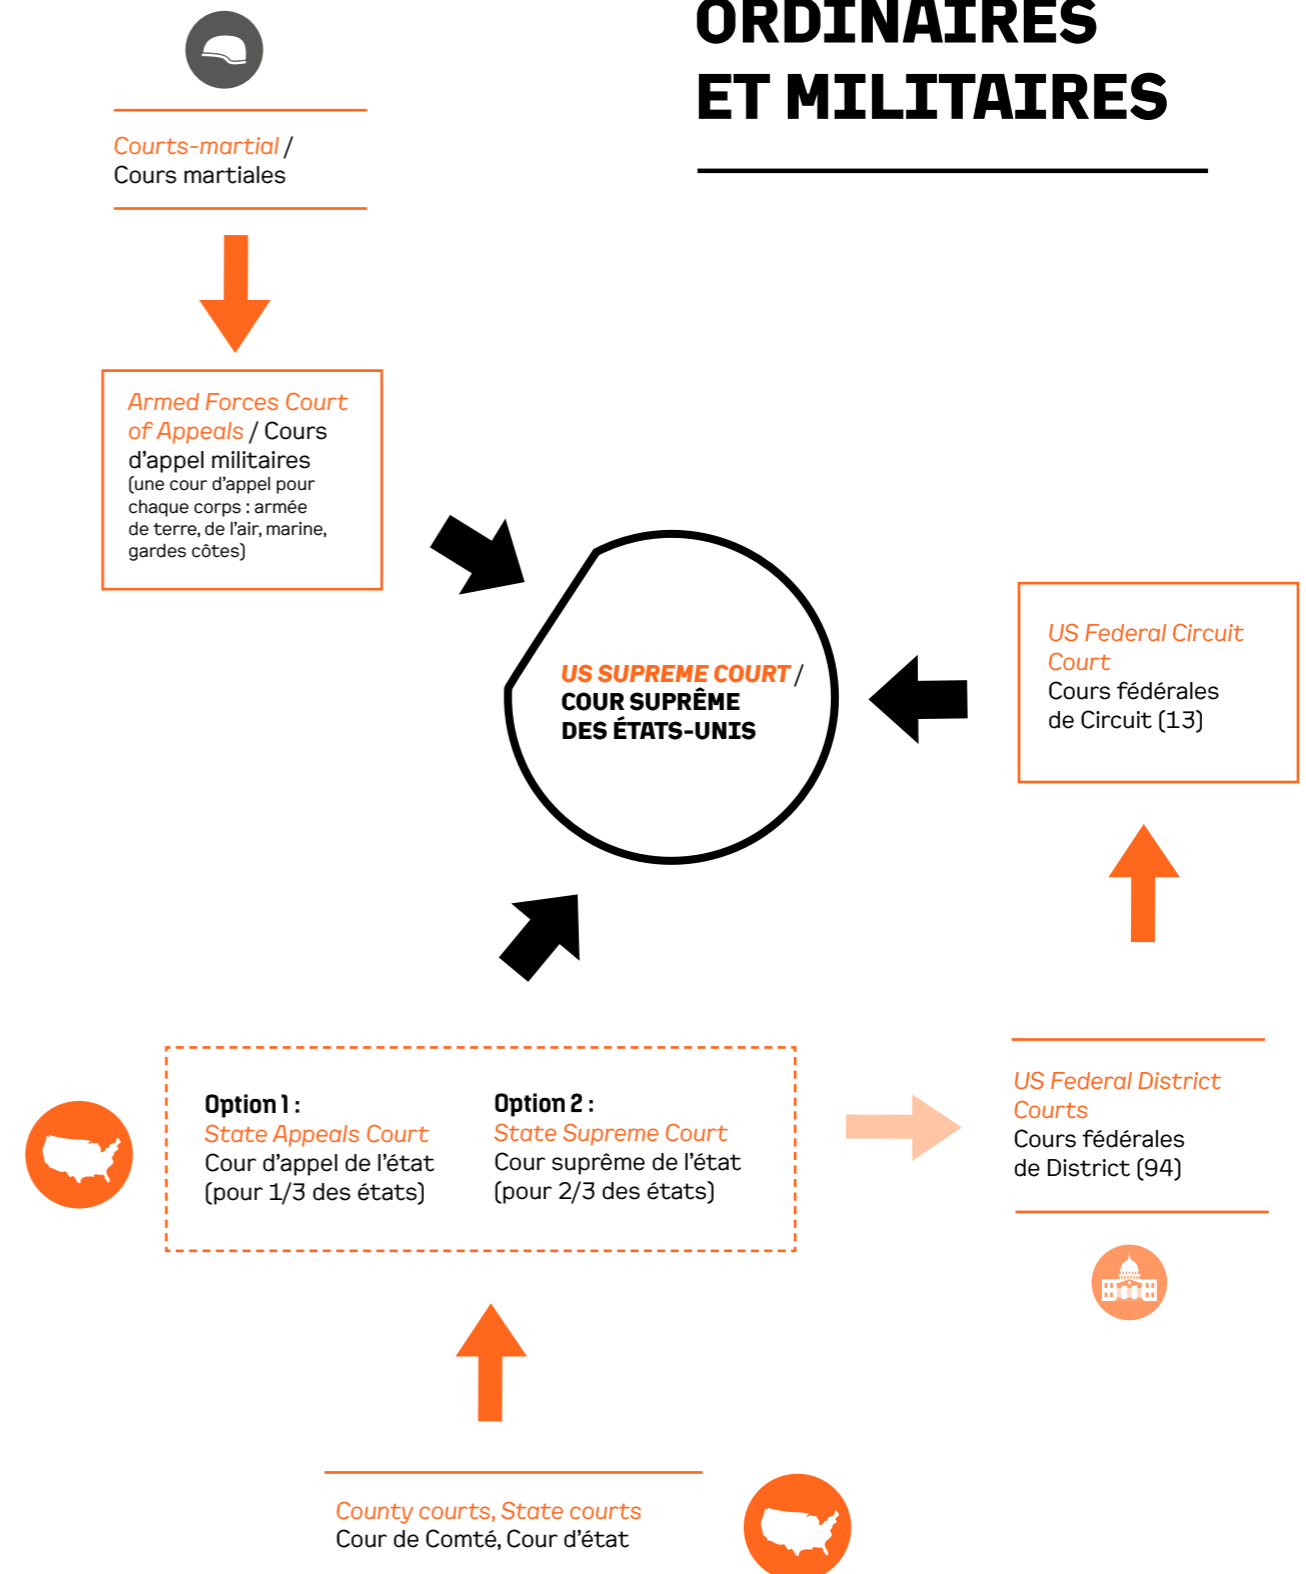 ORDINAIRES
ET MILITAIRES
Courts-martial /
Cours martiales
Armed Forces Court
of Appeals / Cours
d'appel militaires
(une cour d'appel pour
chaque corps : armée
de terre, de l'air, marine,
gardes côtes)
US SUPREME COURT /
COUR SUPRÊME
DES ÉTATS-UNIS
US Federal Circuit
Court
Cours fédérales
de Circuit (13)
Option 1 :
State Appeals Court
Cour d'appel de l'état
(pour 1/3 des états)
Option 2 :
State Supreme Court
Cour suprême de l'état
(pour 2/3 des états)
US Federal District
Courts
Cours fédérales
de District (94)
County courts, State courts
Cour de Comté, Cour d'état